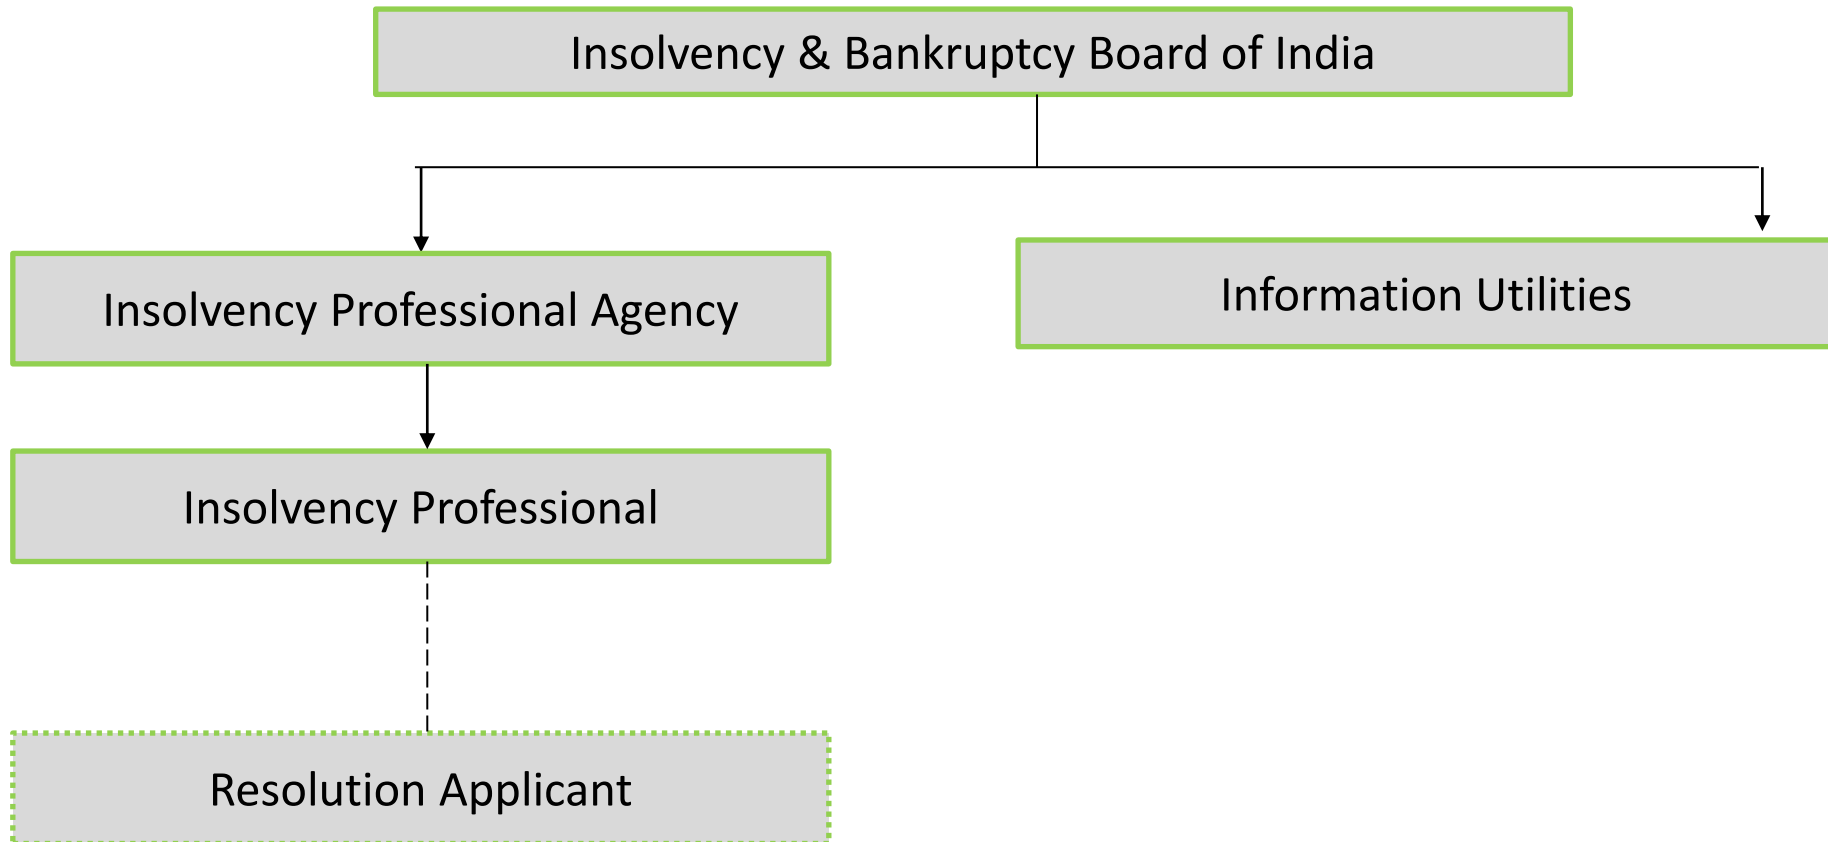 Insolvency & Bankruptcy Board of India
Insolvency Professional Agency
Information Utilities
Insolvency Professional
Resolution Applicant